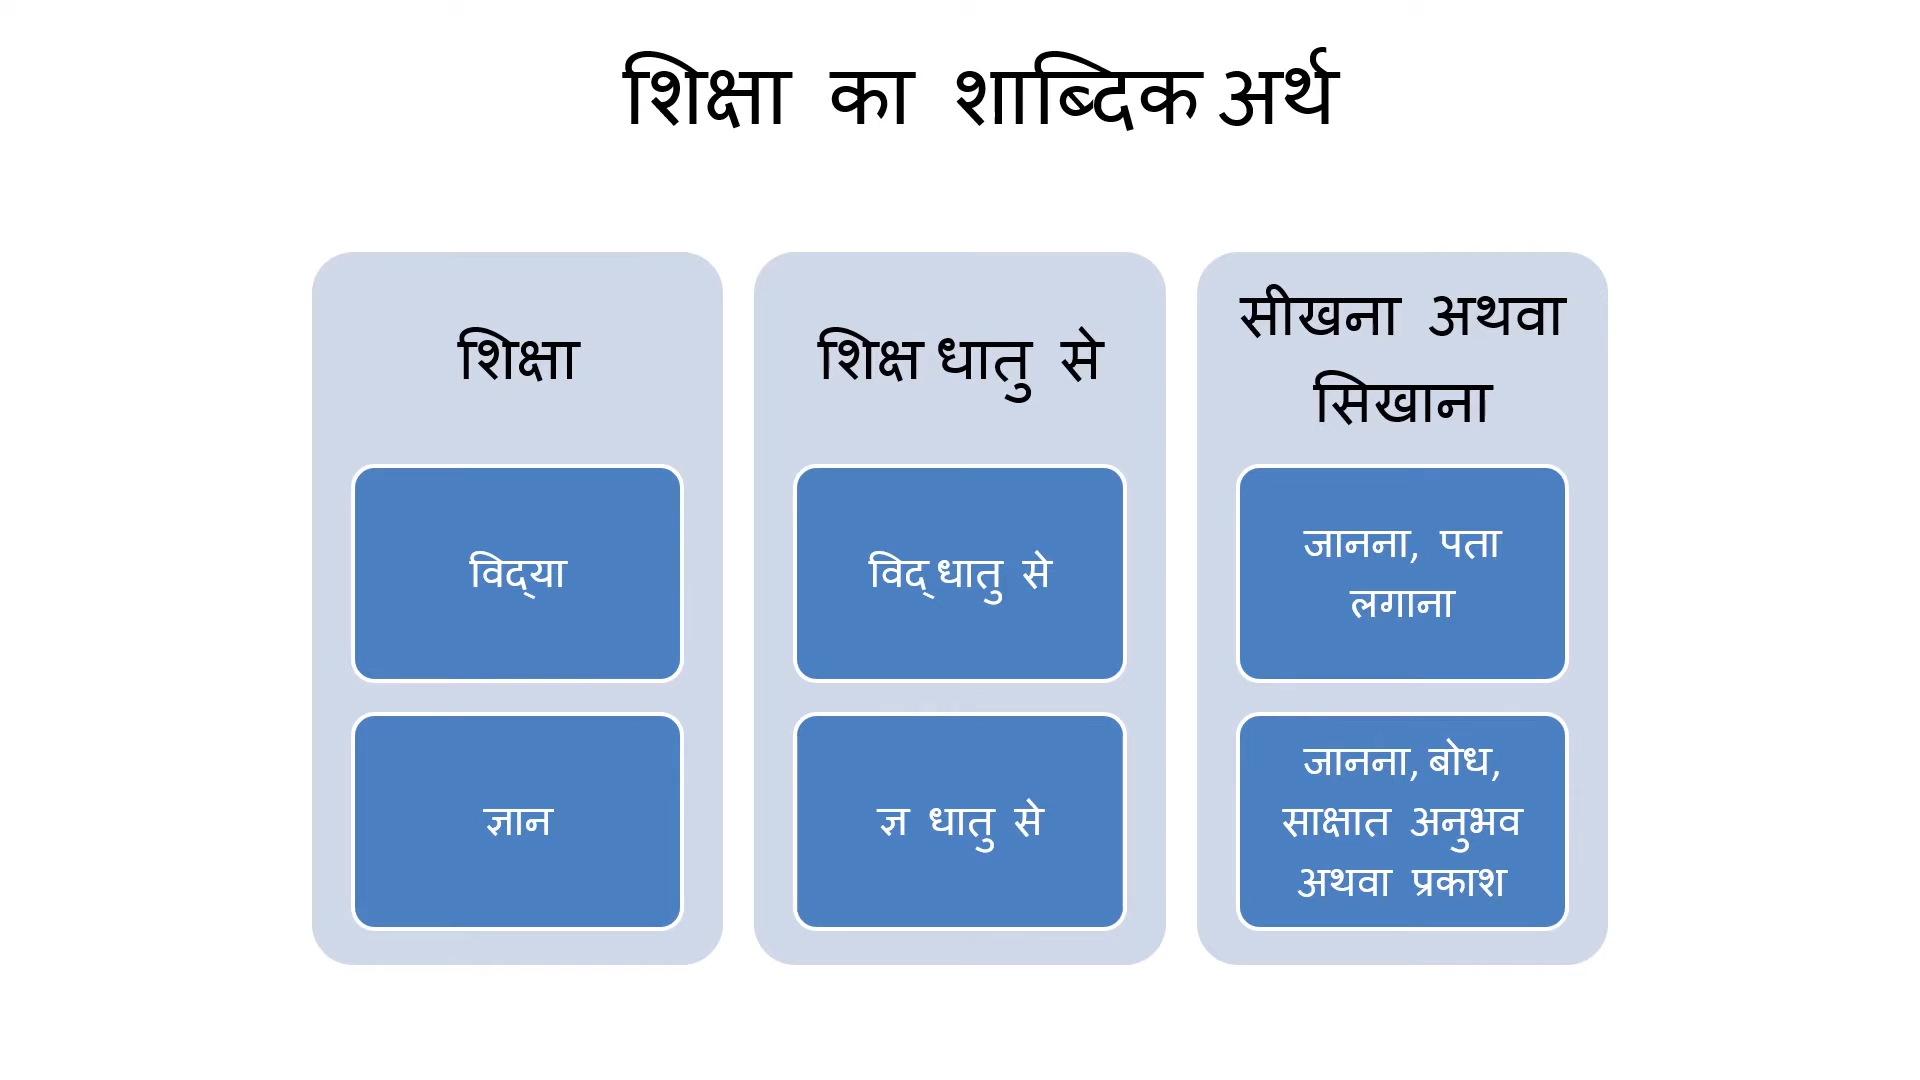 शिक्षा का शाब्दिक अर्थ
शिक्षा
शिक्ष धातु से
सीखना अथवा
सिखाना
विद्‌या
विद् धातु से
जानना, पता
लगाना
ज्ञान
ज्ञ धातु से
जानना, बोध,
साक्षात अनुभव
अथवा प्रकाश